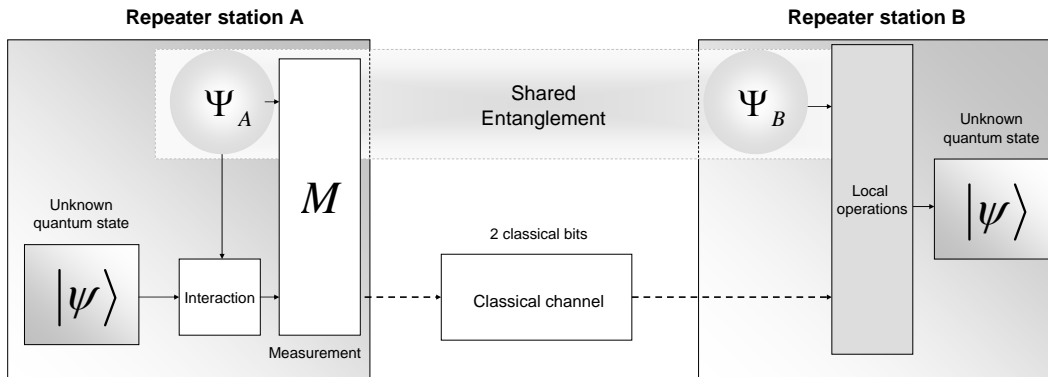 Repeater station A
Repeater station B
Ψ_A
Shared
Entanglement
Ψ_B
Unknown
quantum state
M
Local
operations
|ψ⟩
Unknown
quantum state
2 classical bits
|ψ⟩
Interaction
Classical channel
Measurement